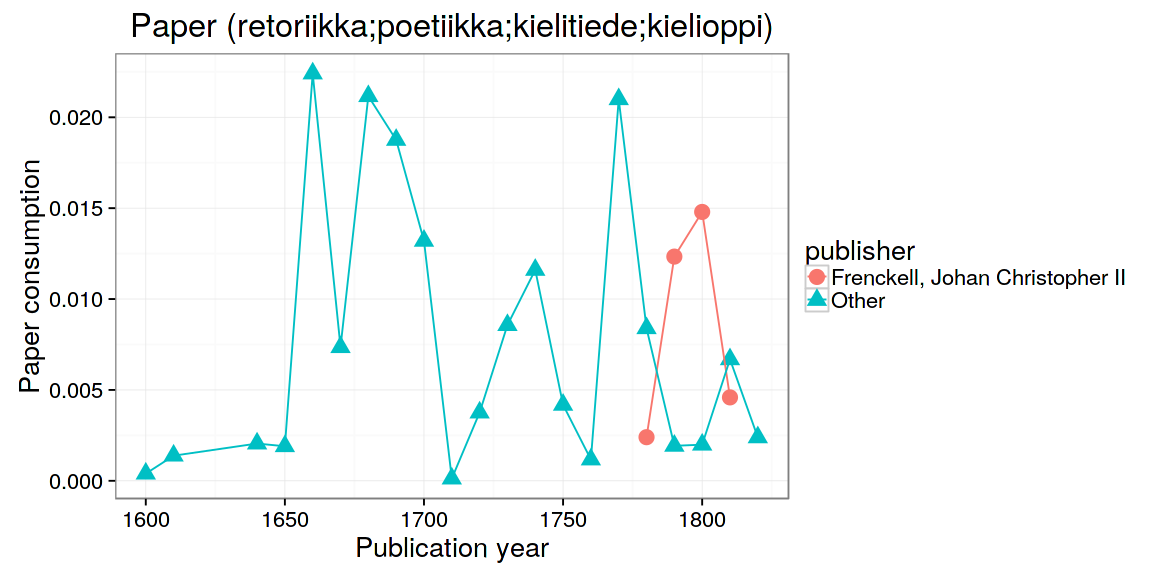 Paper (retoriikka;poetiikka;kielitiede;kielioppi)
Paper consumption
0.020
0.015
0.010
0.005
0.000
1600 1650 1700 1750 1800
Publication year
publisher
Frenckell, Johan Christopher II
Other